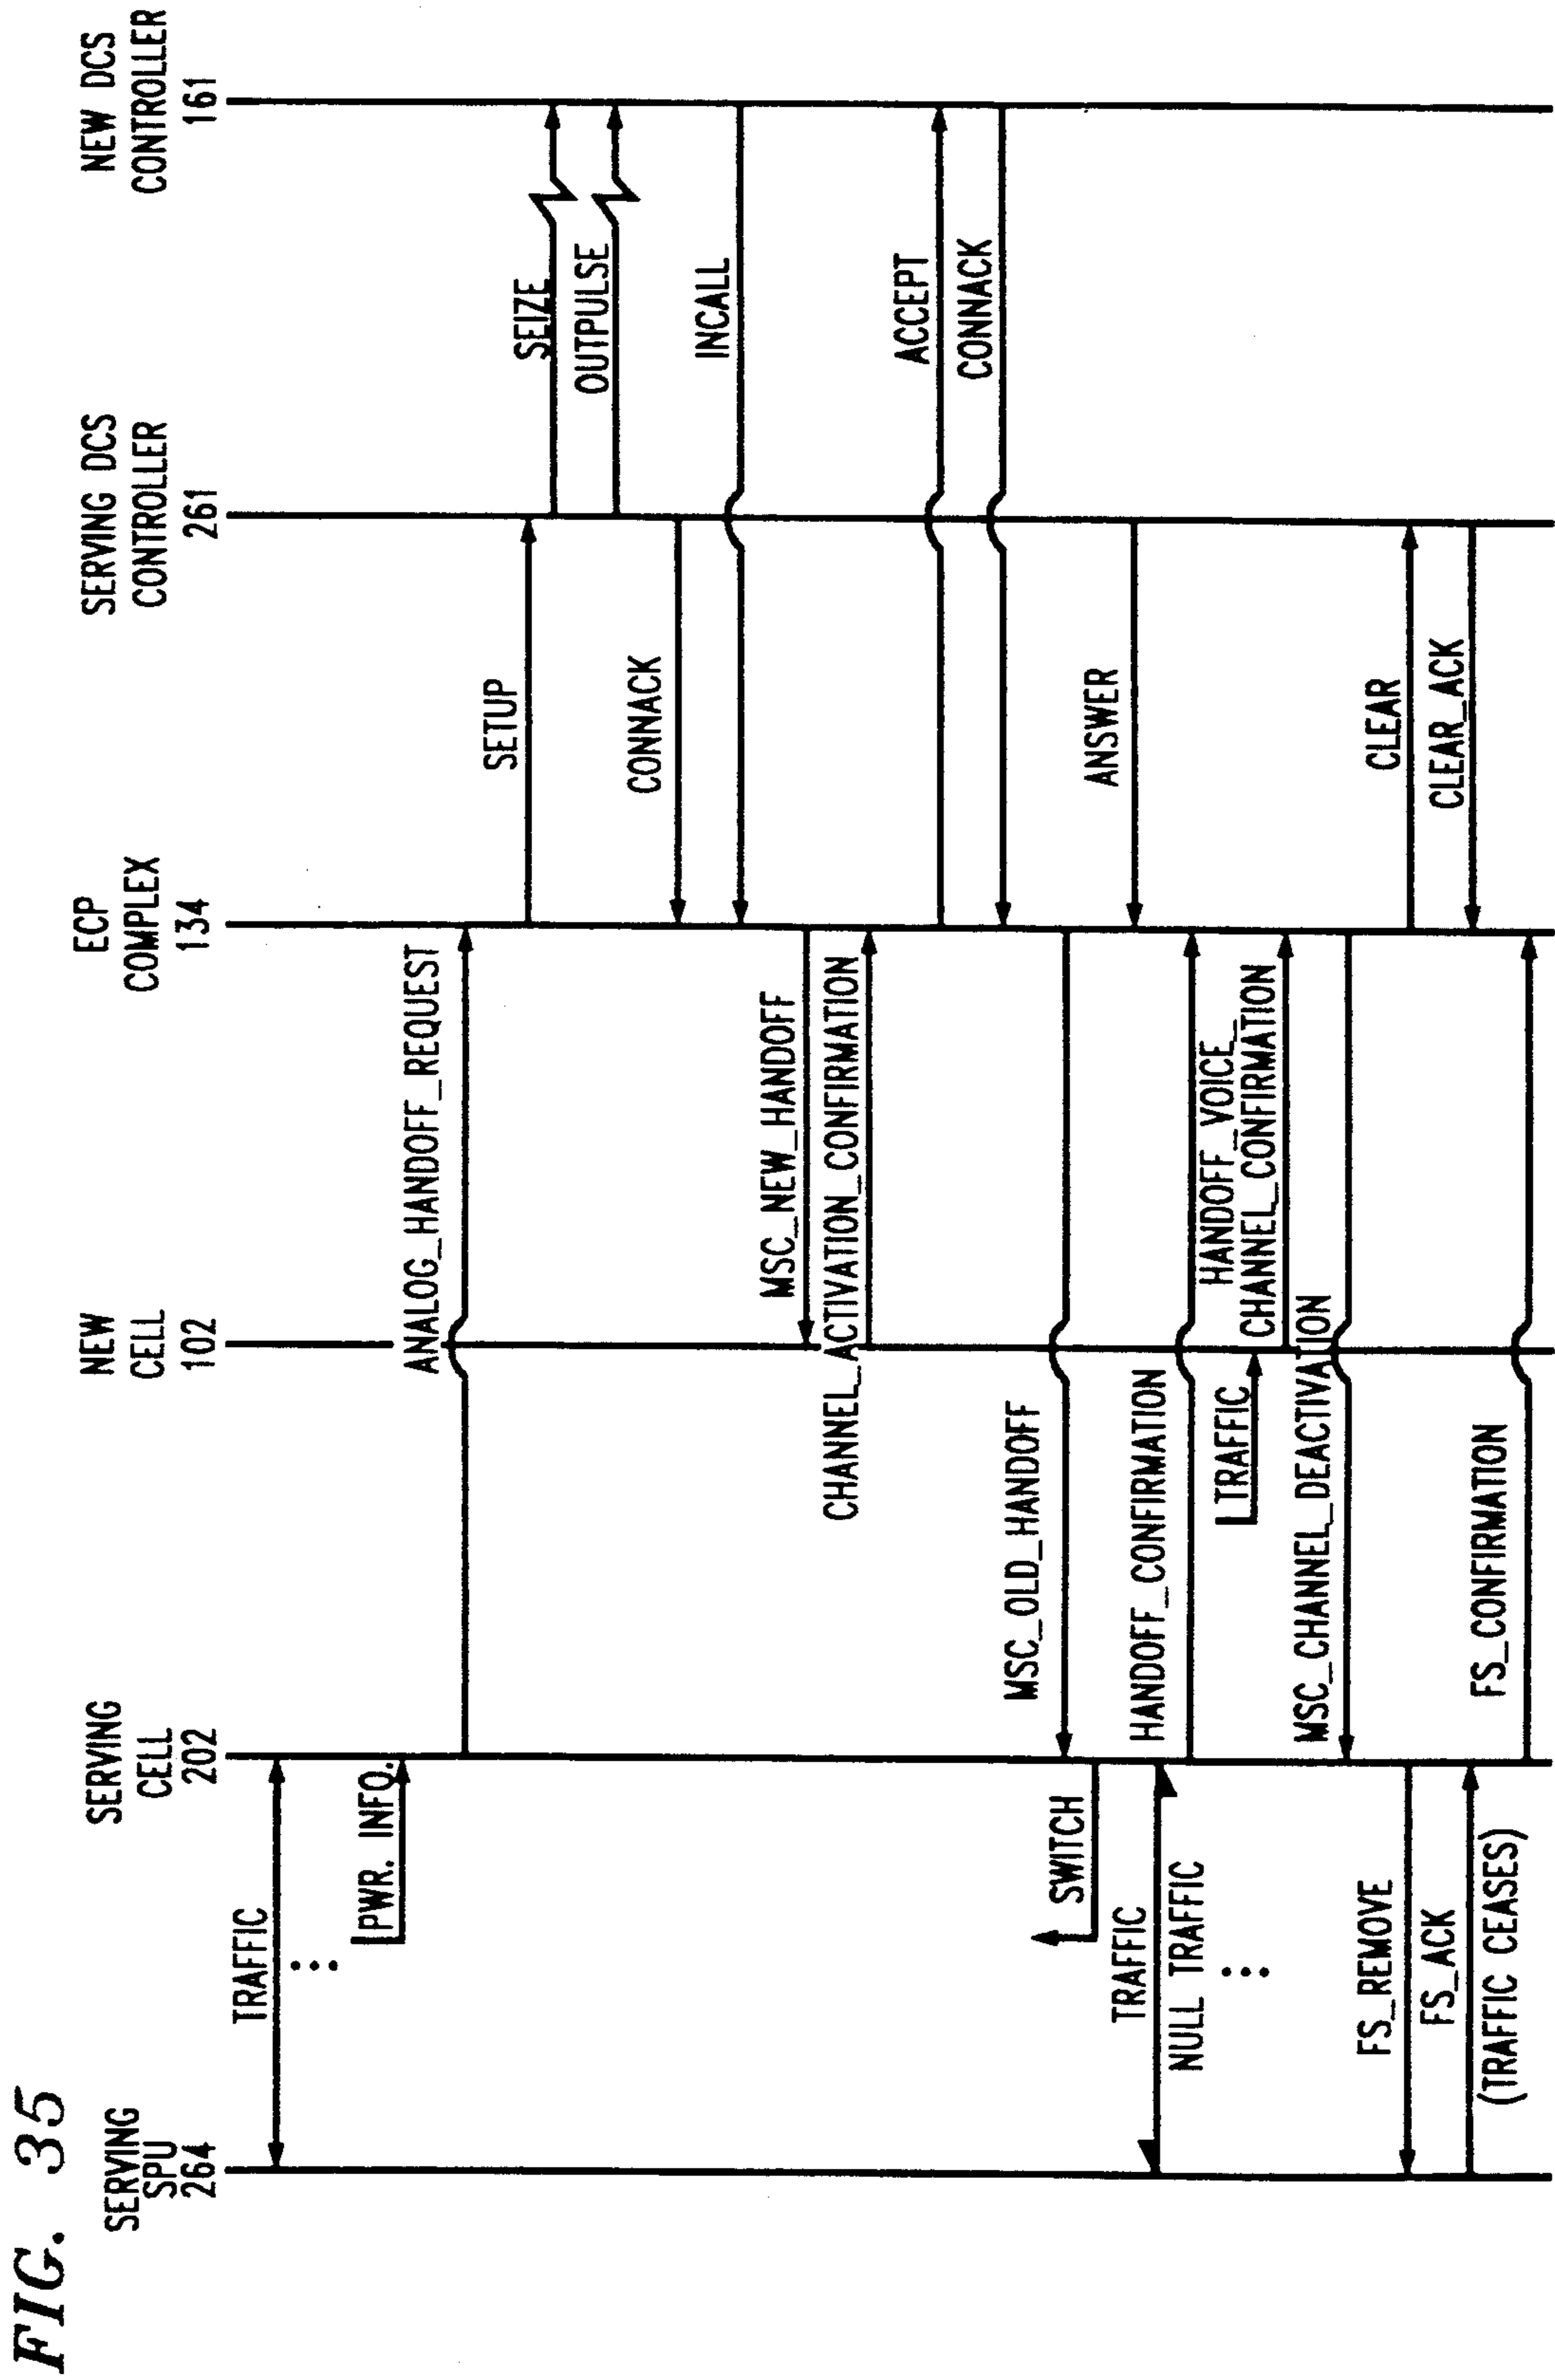 FIG. 35
SERVING
SPU
264
SERVING
CELL
202
NEW
CELL
102
ECP
COMPLEX
134
SERVING DCS
CONTROLLER
261
NEW DCS
CONTROLLER
161
TRAFFIC
PWR. INFO.
ANALOG_HANDOFF_REQUEST
SETUP
SEIZE
OUTPULSE
CONNACK
INCALL
MSC_NEW_HANDOFF
CHANNEL_ACTIVATION_CONFIRMATION
ACCEPT
CONNACK
MSC_OLD_HANDOFF
SWITCH
ANSWER
TRAFFIC
NULL TRAFFIC
HANDOFF_CONFIRMATION
TRAFFIC
HANDOFF_VOICE_
CHANNEL_CONFIRMATION
MSC_CHANNEL_DEACTIVATION
FS_REMOVE
CLEAR
FS_ACK
(TRAFFIC CEASES)
CLEAR_ACK
FS_CONFIRMATION